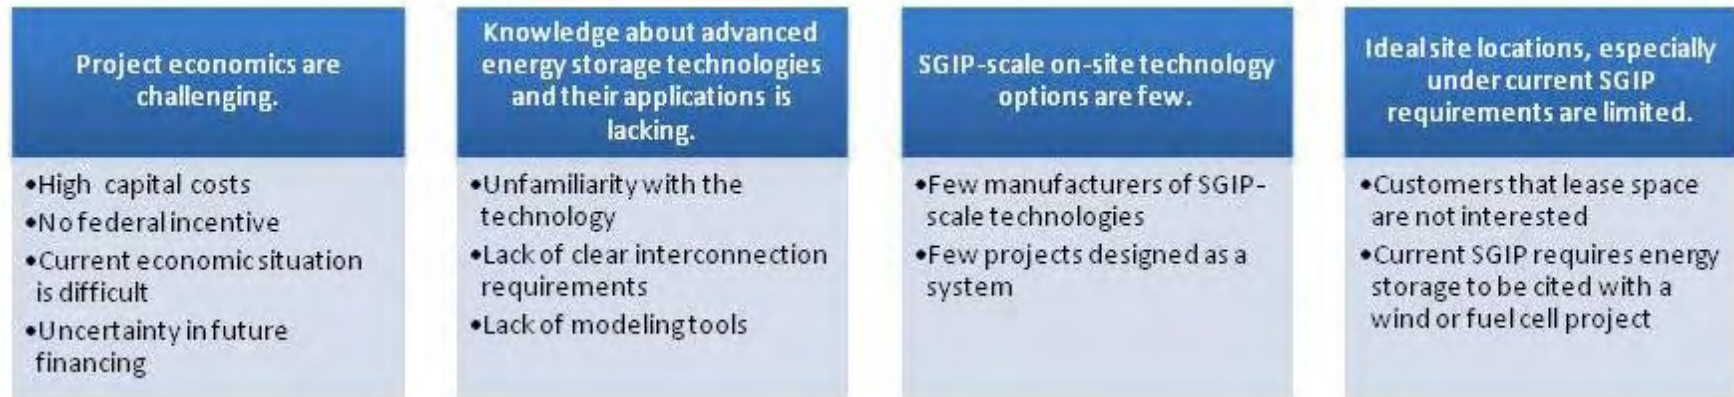 Project economics are
challenging.
•High capital costs
•No federal incentive
•Current economic situation
is difficult
•Uncertainty in future
financing
Knowledge about advanced
energy storage technologies
and their applications is
lacking.
•Unfamiliarity with the
technology
•Lack of clear interconnection
requirements
•Lack of modeling tools
SGIP-scale on-site technology
options are few.
•Few manufacturers of SGIP-
scale technologies
•Few projects designed as a
system
Ideal site locations, especially
under current SGIP
requirements are limited.
•Customers that lease space
are not interested
•Current SGIP requires energy
storage to be cited with a
wind or fuel cell project